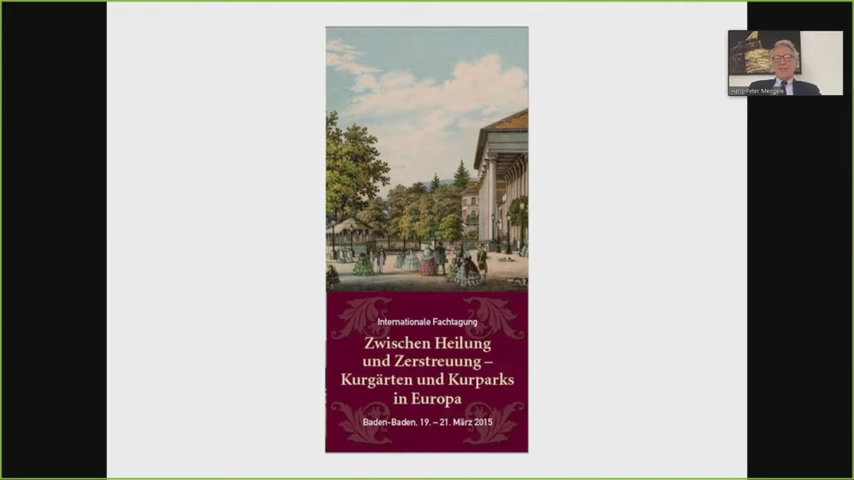 Hans-Peter Mengele
Internationale Fachtagung
Zwischen Heilung
und Zerstreuung –
Kurgärten und Kurparks
in Europa
Baden-Baden, 19. – 21. März 2015